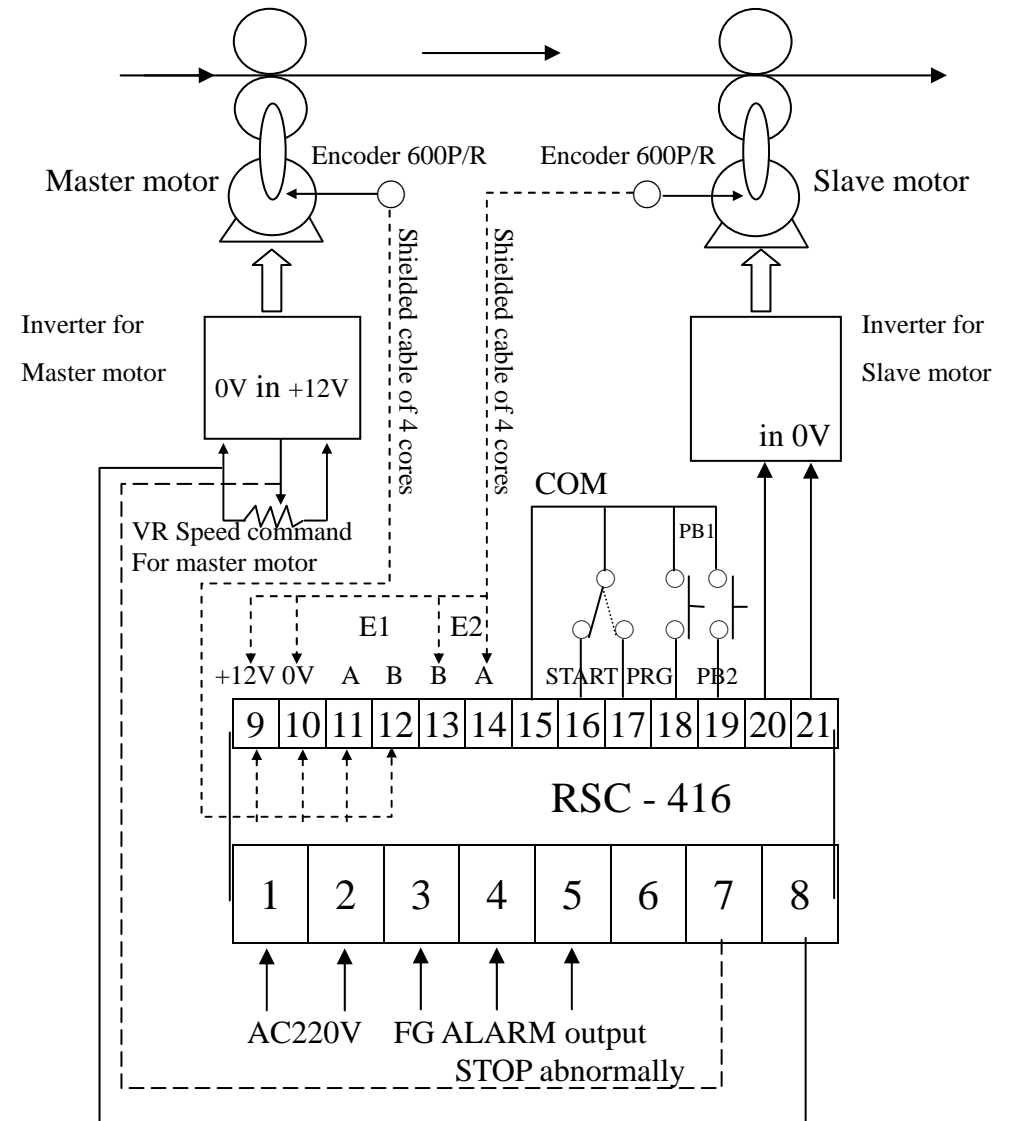 Encoder 600P/R
Encoder 600P/R
Master motor
Slave motor
Shielded cable of 4 cores
Shielded cable of 4 cores
Inverter for
Master motor
0V in +12V
Inverter for
Slave motor
in 0V
VR Speed command
For master motor
COM
PB1
E1
E2
+12V 0V A B B A START PRG PB2
9 10 11 12 13 14 15 16 17 18 19 20 21
RSC - 416
1 2 3 4 5 6 7 8
AC220V FG ALARM output
STOP abnormally